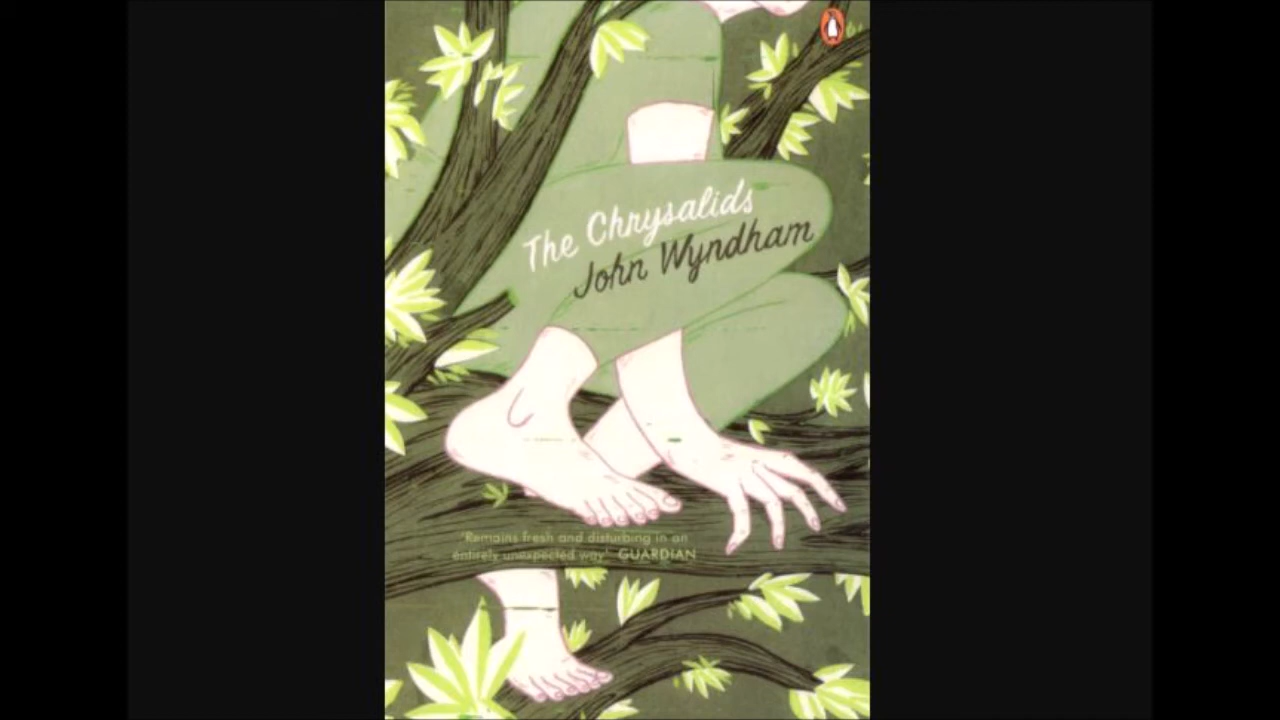 The Chrysalids
John Wyndham
'Remains fresh and disturbing in an
entirely unexpected way' GUARDIAN